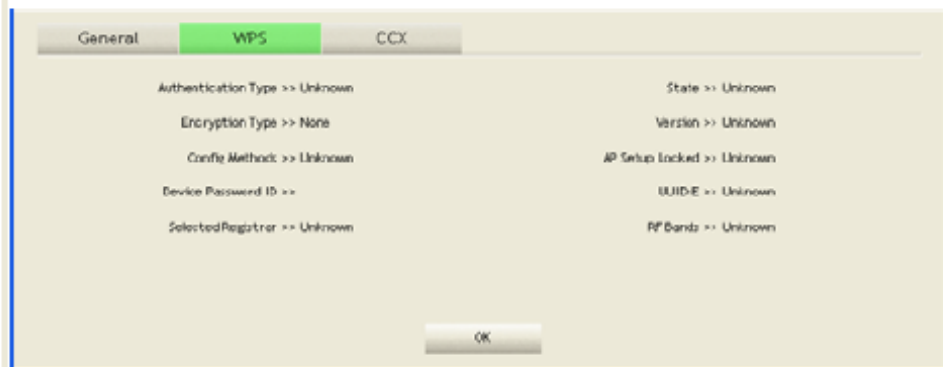 General WPS CCX
Authentication Type >> Unknown State >> Unknown
Encryption Type >> None Version >> Unknown
Config Methods >> Unknown AP Setup Locked >> Unknown
Device Password ID >> UUID-E >> Unknown
Selected Registrar >> Unknown RF Bands >> Unknown
OK